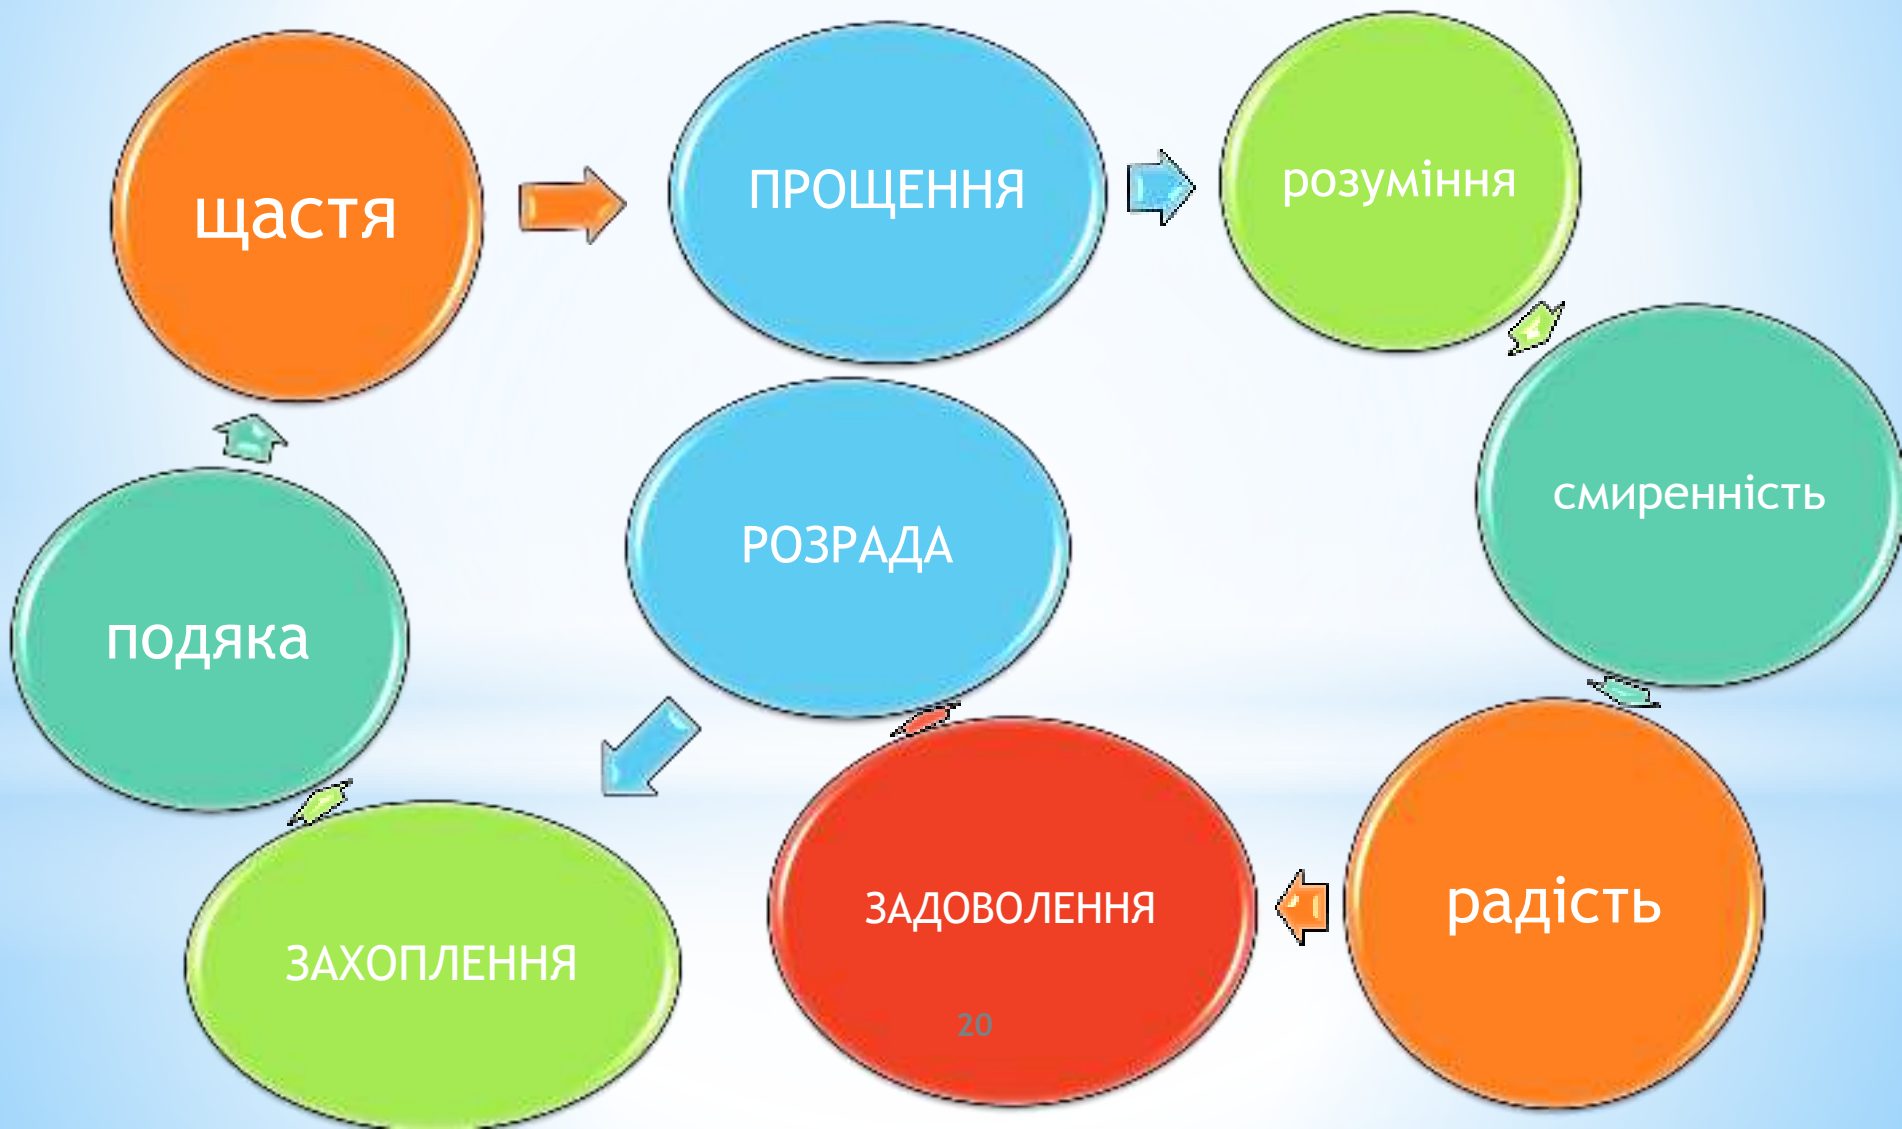 щастя
ПРОЩЕННЯ
розуміння
смиренність
РОЗРАДА
подяка
радість
ЗАДОВОЛЕННЯ
ЗАХОПЛЕННЯ
20